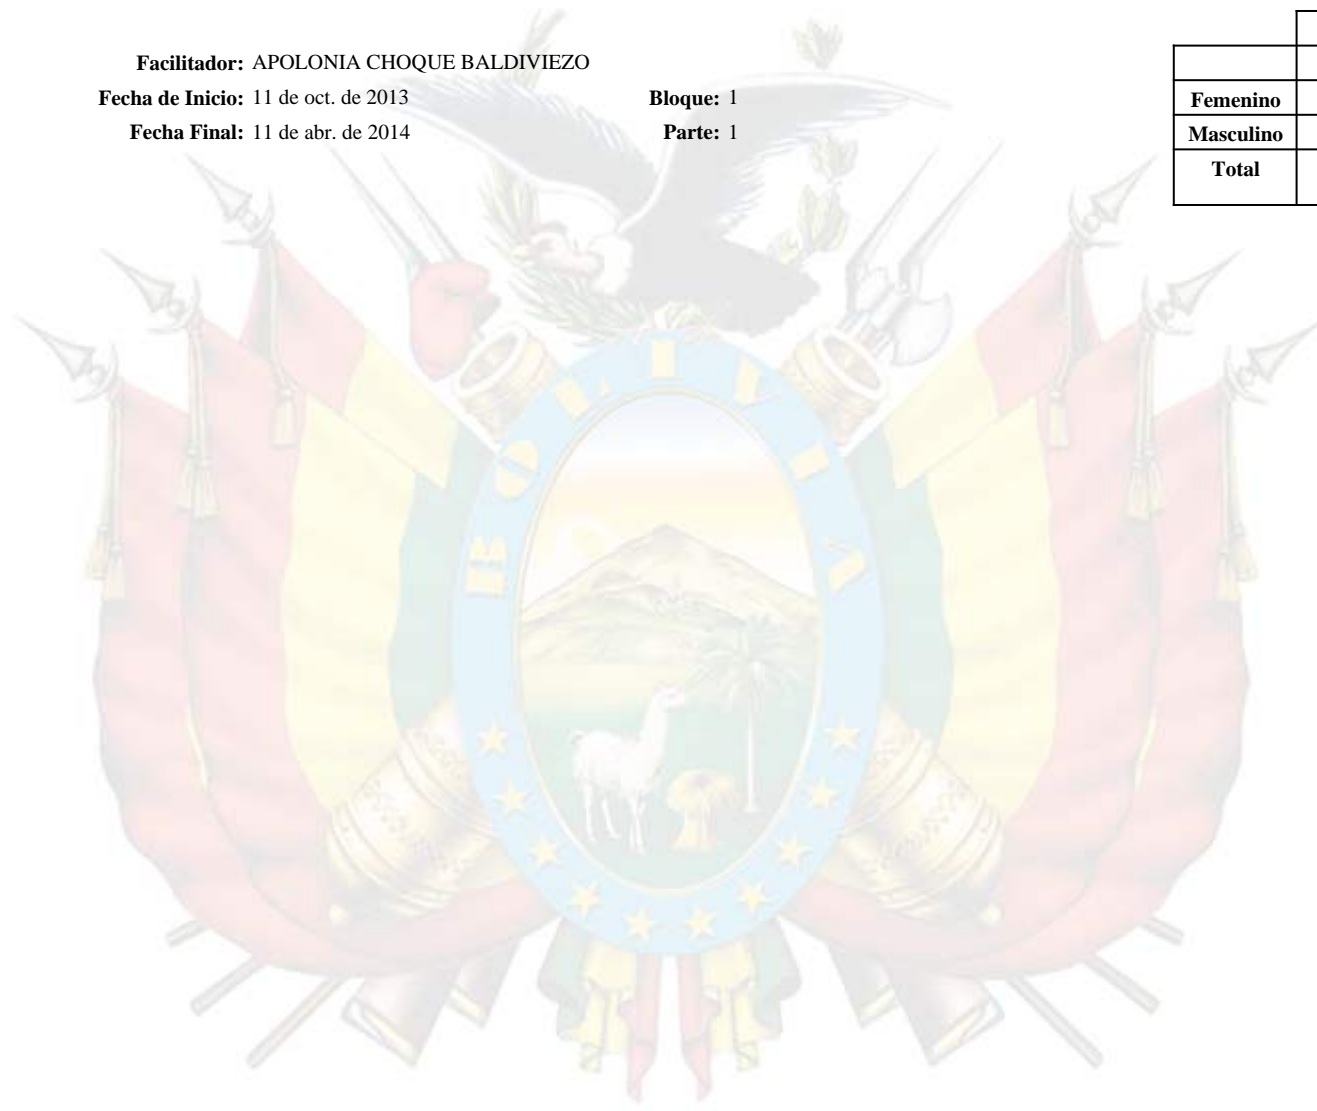 Facilitador: APOLONIA CHOQUE BALDIVIEZO
Fecha de Inicio: 11 de oct. de 2013 Bloque: 1
Fecha Final: 11 de abr. de 2014 Parte: 1
Femenino
Masculino
Total
BOLIVIA